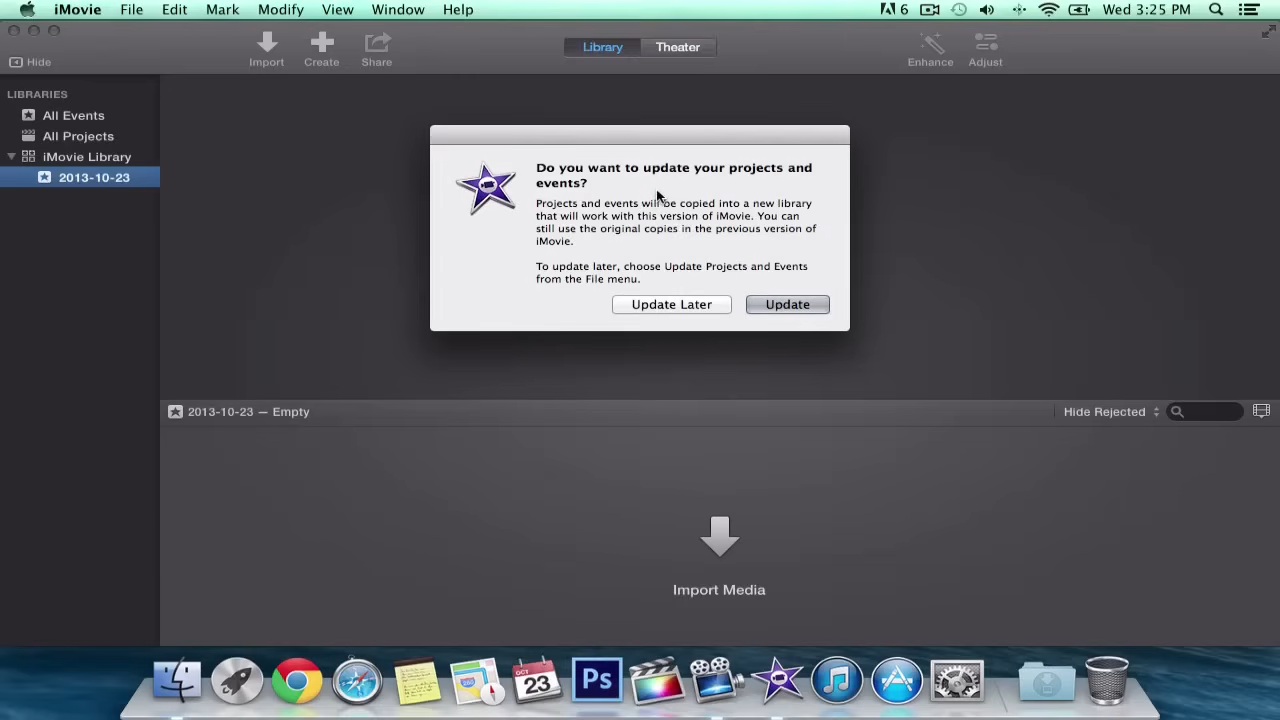 iMovie File Edit Mark Modify View Window Help 6 Wed 3:25 PM
Hide Import Create Share Library Theater Enhance Adjust
LIBRARIES
All Events
All Projects
iMovie Library
2013-10-23
Do you want to update your projects and
events?
Projects and events will be copied into a new library
that will work with this version of iMovie. You can
still use the original copies in the previous version of
iMovie.
To update later, choose Update Projects and Events
from the File menu.
Update Later Update
2013-10-23 — Empty Hide Rejected
Import Media
OCT
23
Ps